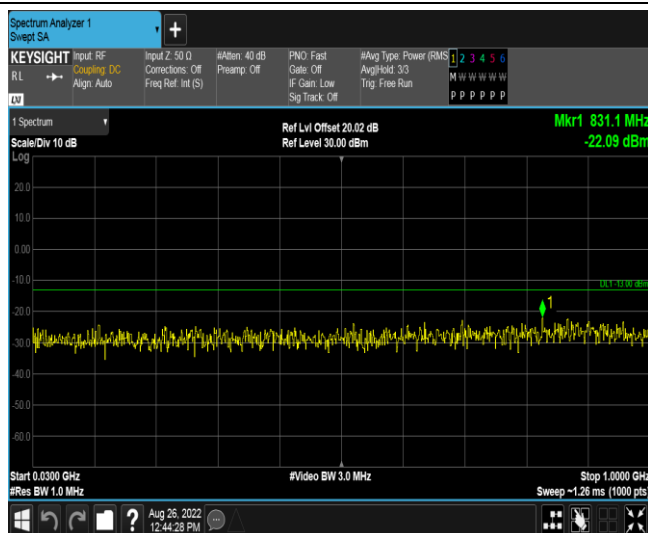 Spectrum Analyzer 1
Swept SA
KEYSIGHT Input: RF Input Z: 50 Ω #Atten: 40 dB PNO: Fast #Avg Type: Power (RMS 1 2 3 4 5 6
RL Coupling: DC Corrections: Off Preamp: Off Gate: Off Avg|Hold: 3/3 M W W W W W
Align: Auto Freq Ref: Int (S) IF Gain: Low Trig: Free Run
Sig Track: Off P P P P P P
LXI
1 Spectrum Ref Lvl Offset 20.02 dB Mkr1 831.1 MHz
Scale/Div 10 dB Ref Level 30.00 dBm -22.09 dBm
Log
20.0
10.0
0.00
-10.0 DL1 -13.00 dBm
1
-20.0
-30.0
-40.0
-50.0
-60.0
Start 0.0300 GHz #Video BW 3.0 MHz Stop 1.0000 GHz
#Res BW 1.0 MHz Sweep ~1.26 ms (1000 pts)
? Aug 26, 2022
12:44:28 PM